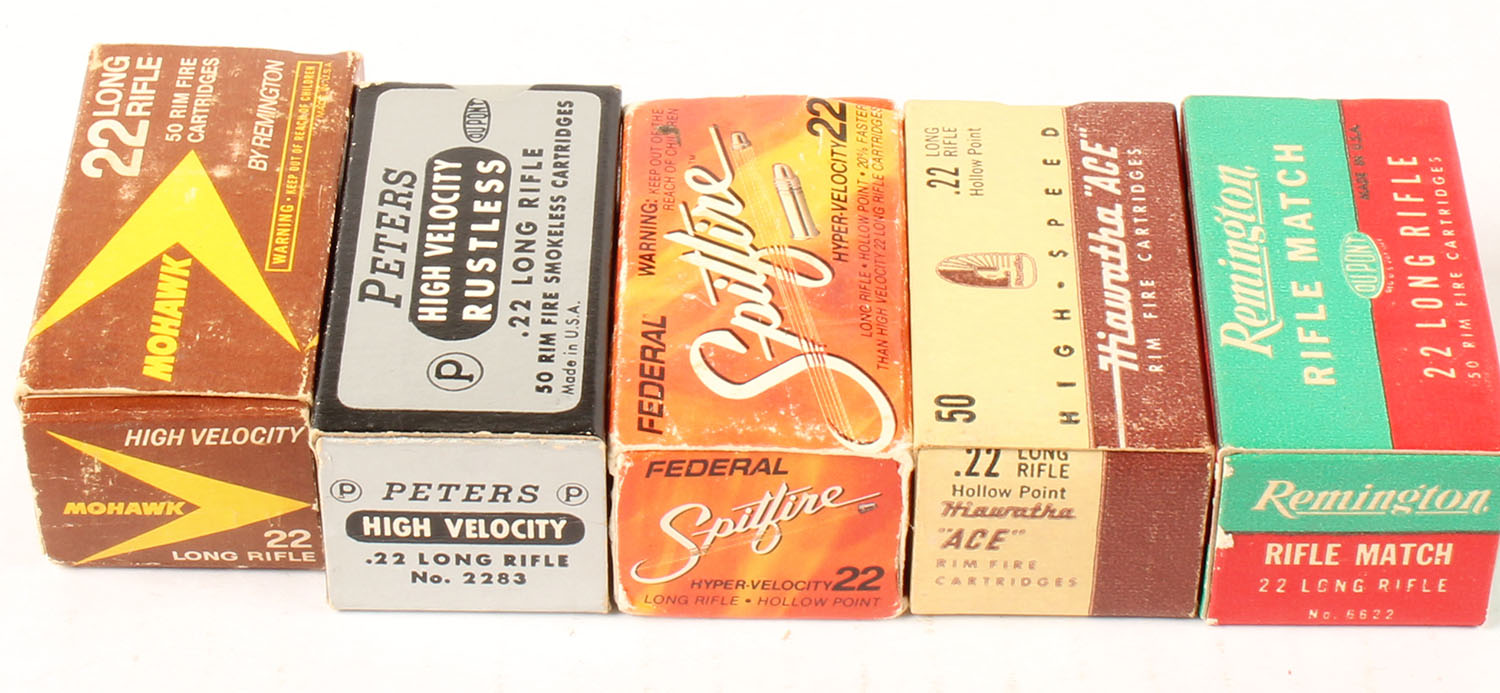 22 LONG
RIFLE
50 RIM FIRE
CARTRIDGES
BY REMINGTON
WARNING • KEEP OUT OF REACH OF CHILDREN
MADE IN U.S.A.
MOHAWK
HIGH VELOCITY
MOHAWK
22
LONG RIFLE
PETERS
DUPONT
HIGH VELOCITY
RUSTLESS
.22 LONG RIFLE
50 RIM FIRE SMOKELESS CARTRIDGES
Made in U.S.A.
P
P PETERS P
HIGH VELOCITY
.22 LONG RIFLE
No. 2283
FEDERAL
WARNING: KEEP OUT OF THE
REACH OF CHILDREN
Spitfire™
HYPER-VELOCITY 22
LONG RIFLE • HOLLOW POINT • 20% FASTER
THAN HIGH VELOCITY 22 LONG RIFLE CARTRIDGES
FEDERAL
Spitfire
HYPER-VELOCITY 22
LONG RIFLE • HOLLOW POINT
50
.22 LONG
RIFLE
Hollow Point
HIGH-SPEED
Hiawatha "ACE"
RIM FIRE CARTRIDGES
.22 LONG
RIFLE
Hollow Point
Hiawatha
"ACE"
RIM FIRE
CARTRIDGES
Remington
RIFLE MATCH
DUPONT
MADE IN U.S.A.
22 LONG RIFLE
50 RIM FIRE CARTRIDGES
Remington
RIFLE MATCH
22 LONG RIFLE
No. 6622